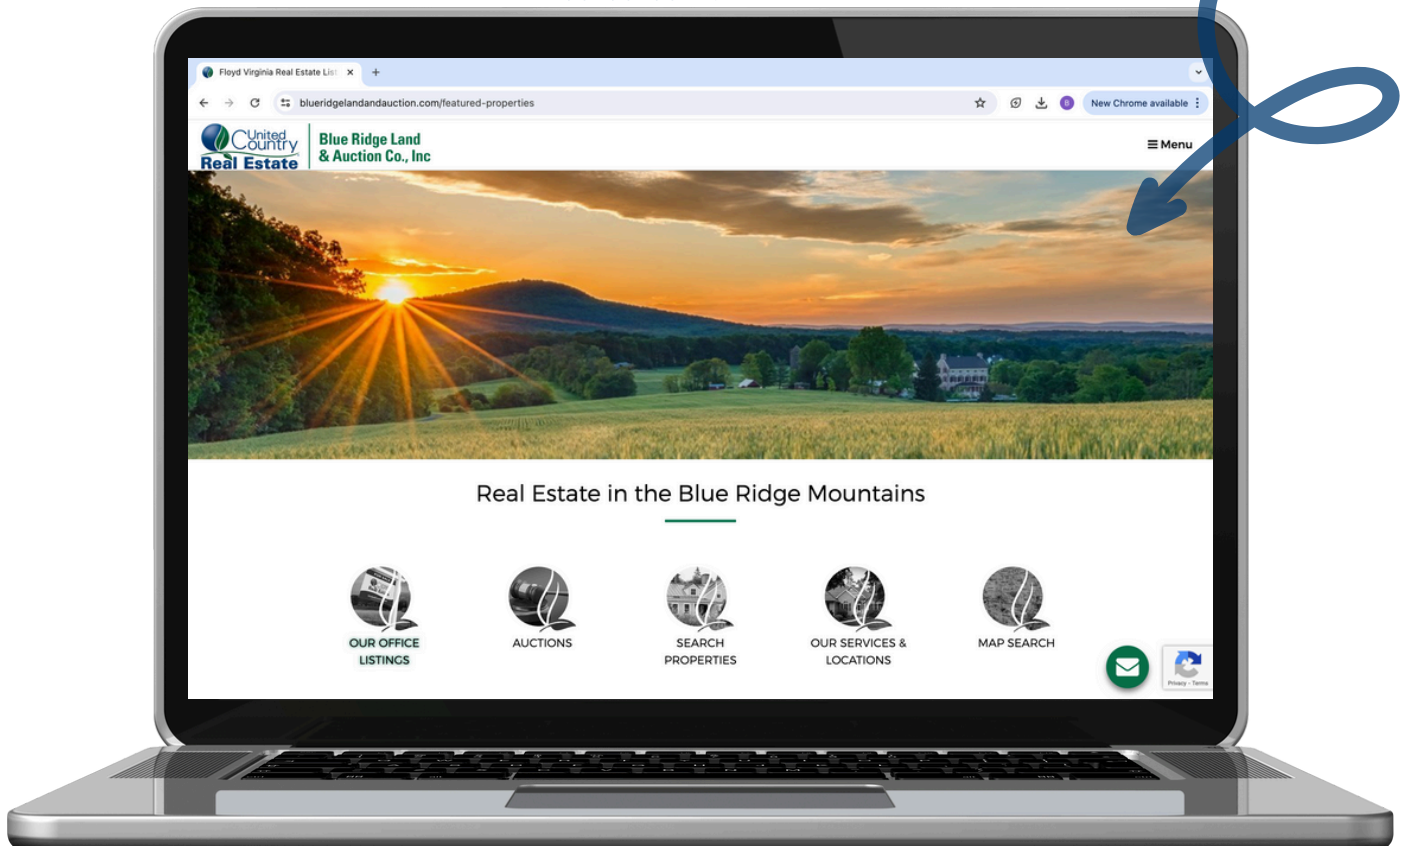 Floyd Virginia Real Estate List
blueridgelandandauction.com/featured-properties
B
New Chrome available
United
Country
Real Estate
Blue Ridge Land
& Auction Co., Inc
Menu
Real Estate in the Blue Ridge Mountains
OUR OFFICE
LISTINGS
AUCTIONS
SEARCH
PROPERTIES
OUR SERVICES &
LOCATIONS
MAP SEARCH
Privacy - Terms